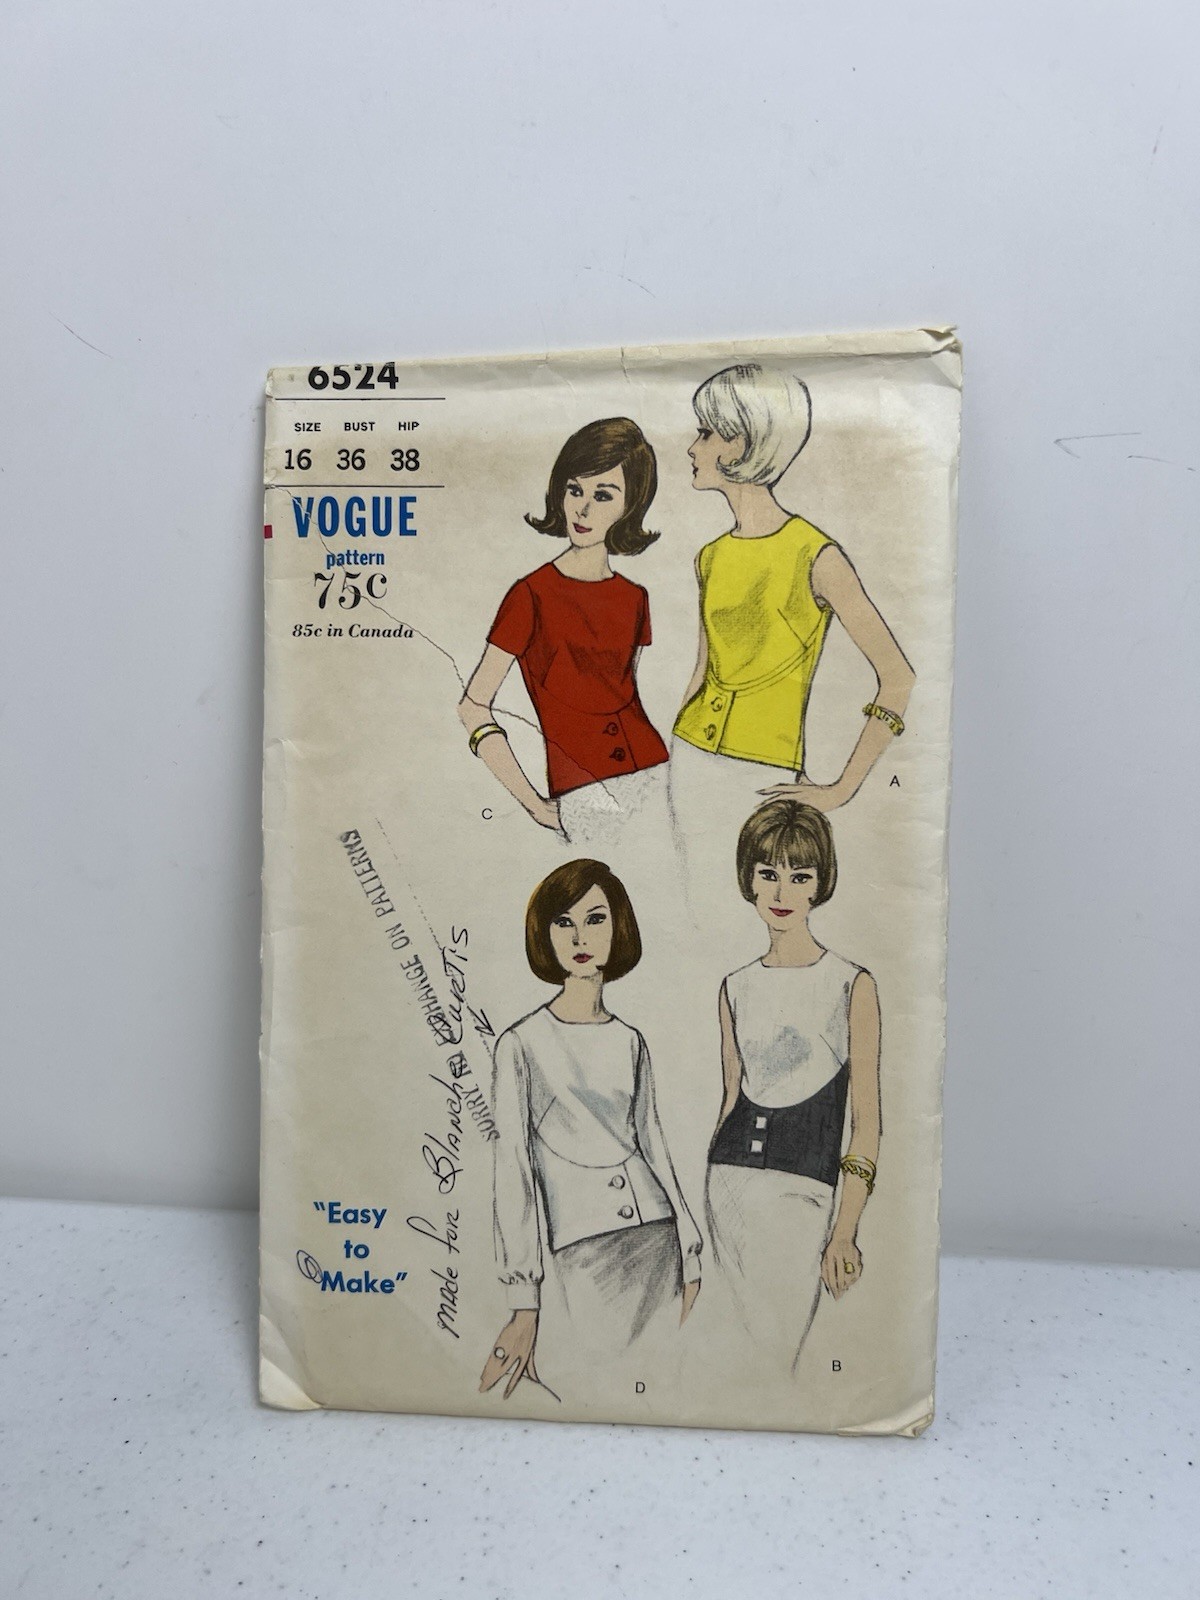 6524
SIZE BUST HIP
16 36 38
VOGUE
pattern
75c
85c in Canada
C
A
SORRY NO EXCHANGE ON PATTERNS
made for Blanche Curtis
"Easy
to
Make"
D
B